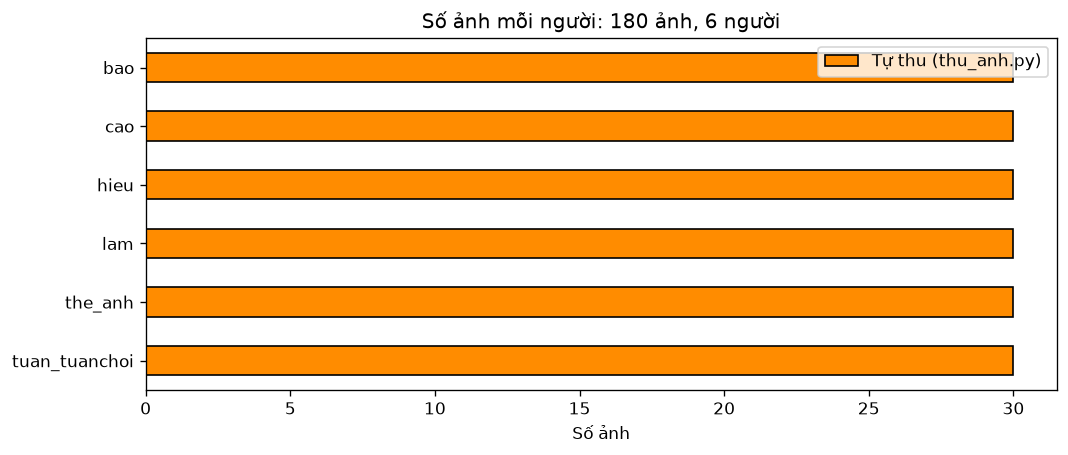 Số ảnh mỗi người: 180 ảnh, 6 người
Tự thu (thu_anh.py)
bao
cao
hieu
lam
the_anh
tuan_tuanchoi
0 5 10 15 20 25 30
Số ảnh